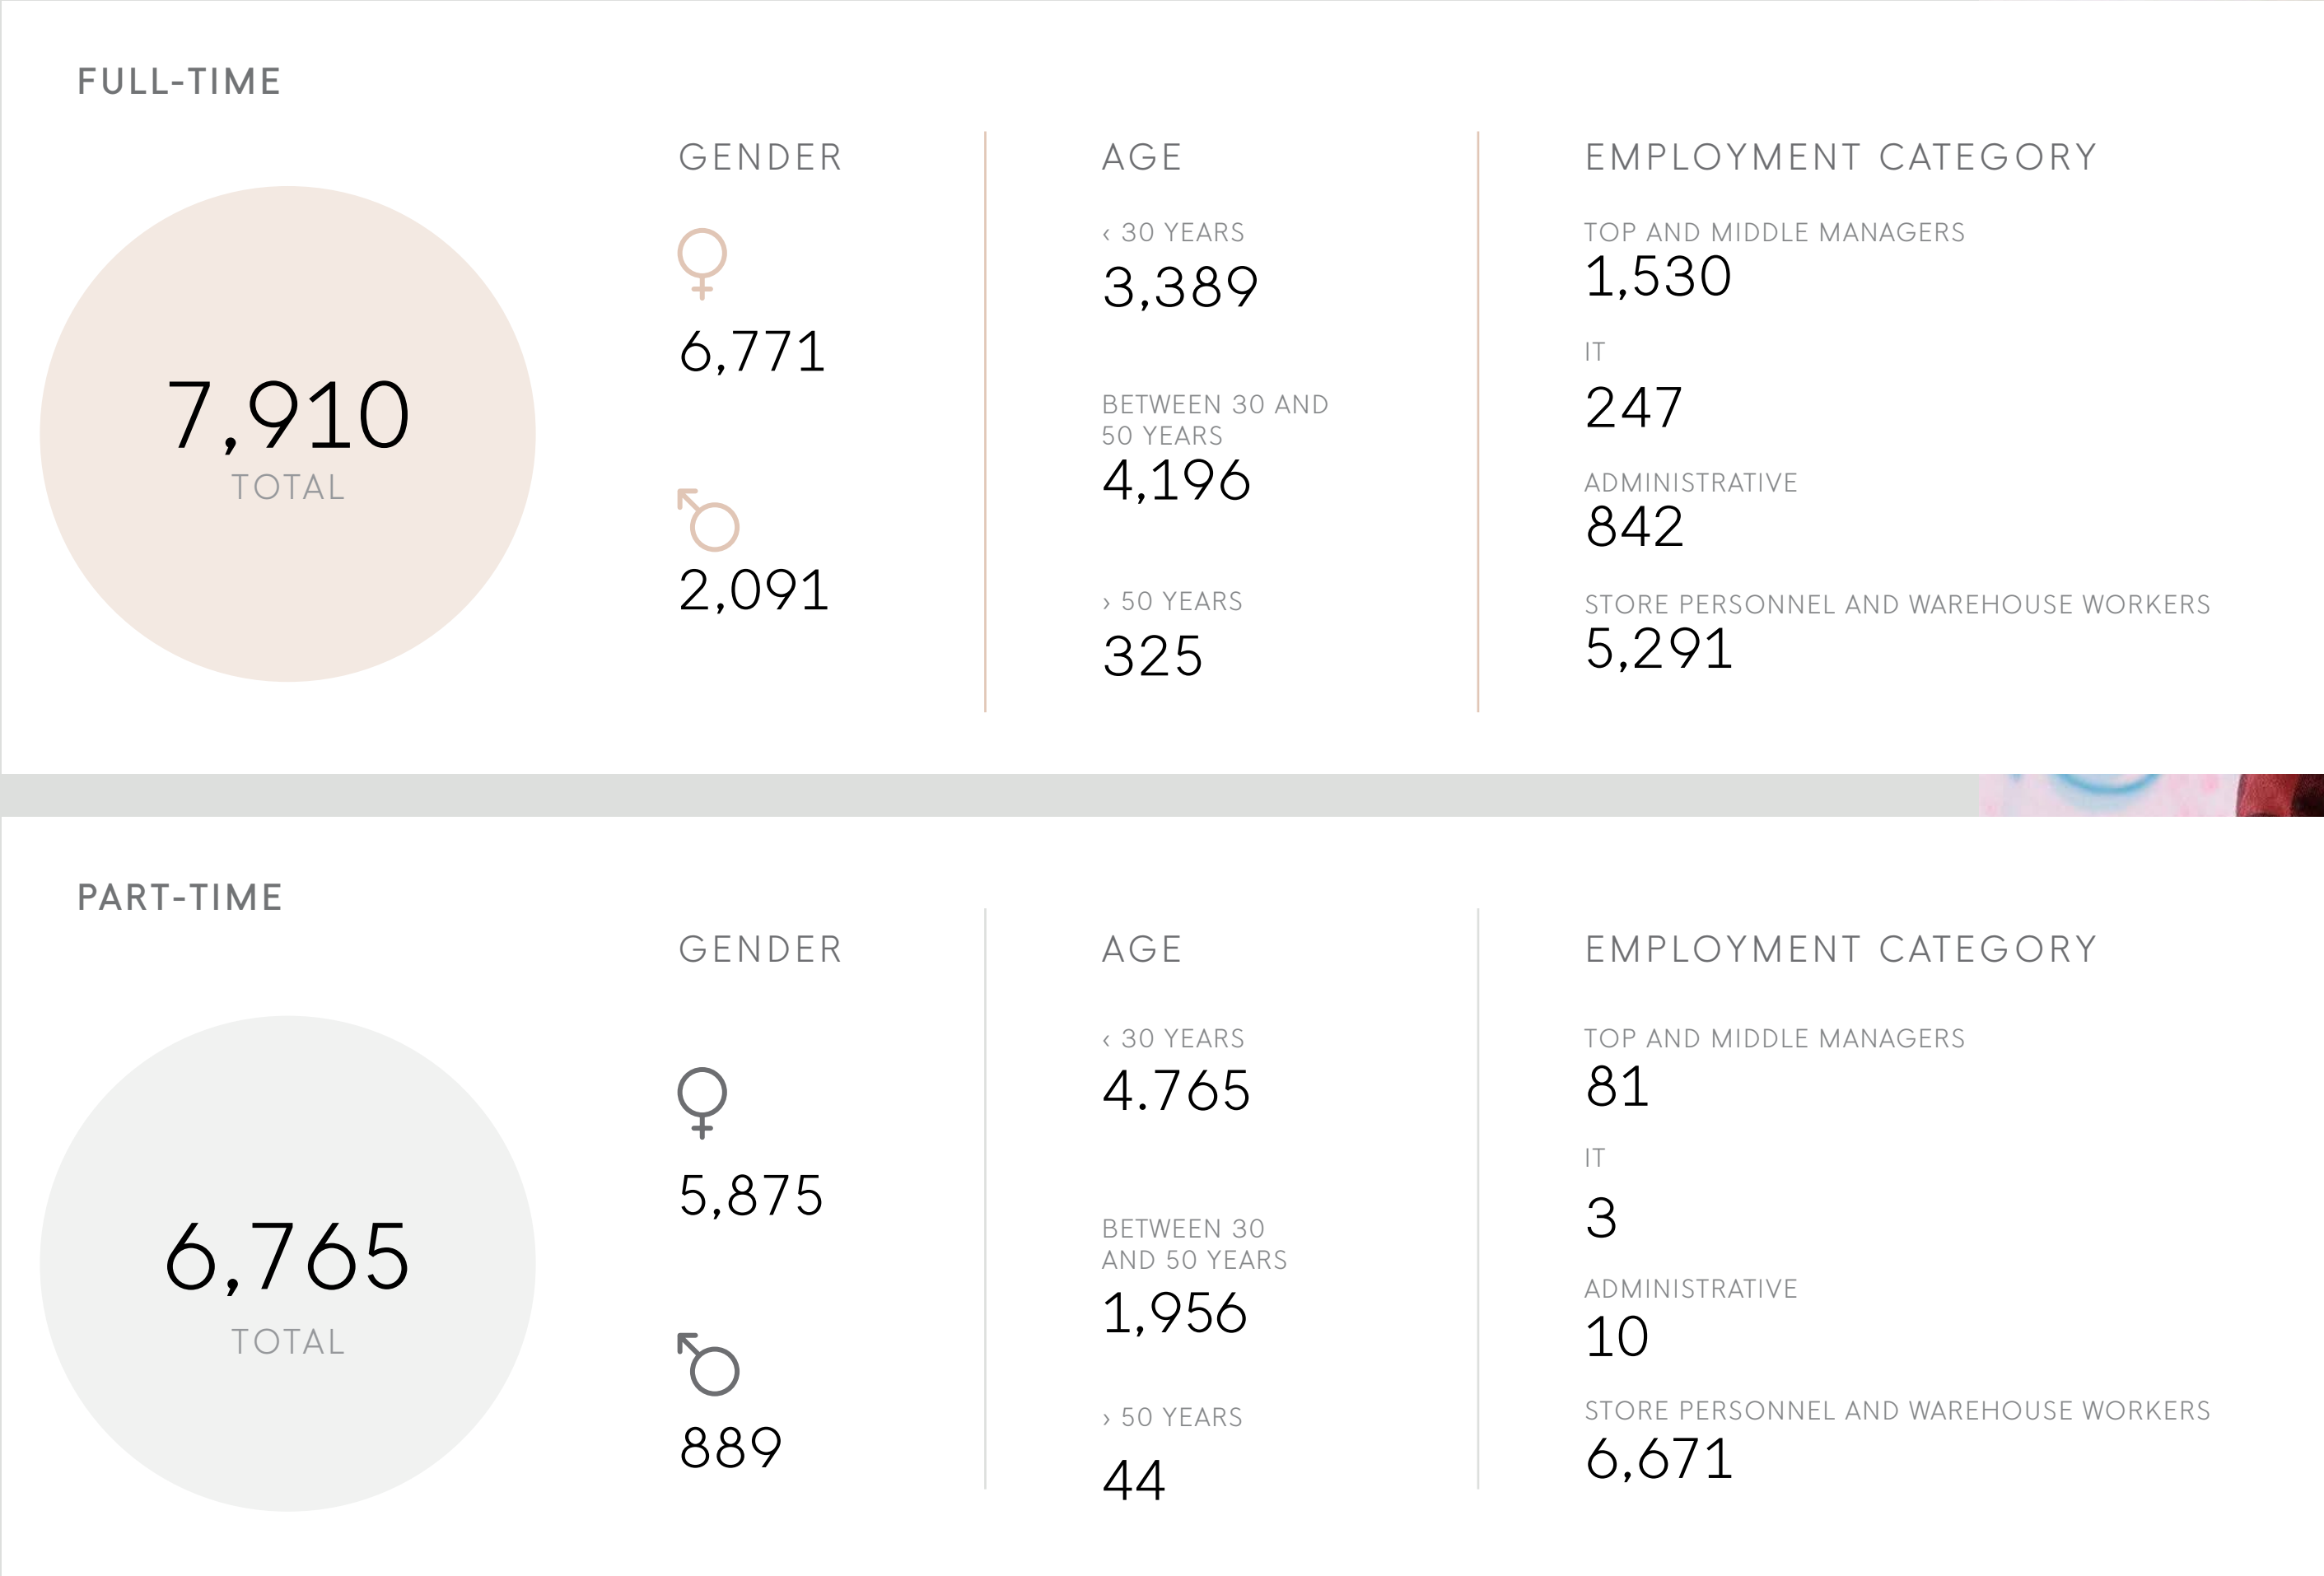 FULL-TIME
7,910
TOTAL
GENDER
6,771
2,091
AGE
‹ 30 YEARS
3,389
BETWEEN 30 AND
50 YEARS
4,196
› 50 YEARS
325
EMPLOYMENT CATEGORY
TOP AND MIDDLE MANAGERS
1,530
IT
247
ADMINISTRATIVE
842
STORE PERSONNEL AND WAREHOUSE WORKERS
5,291
PART-TIME
6,765
TOTAL
GENDER
5,875
889
AGE
‹ 30 YEARS
4.765
BETWEEN 30
AND 50 YEARS
1,956
› 50 YEARS
44
EMPLOYMENT CATEGORY
TOP AND MIDDLE MANAGERS
81
IT
3
ADMINISTRATIVE
10
STORE PERSONNEL AND WAREHOUSE WORKERS
6,671